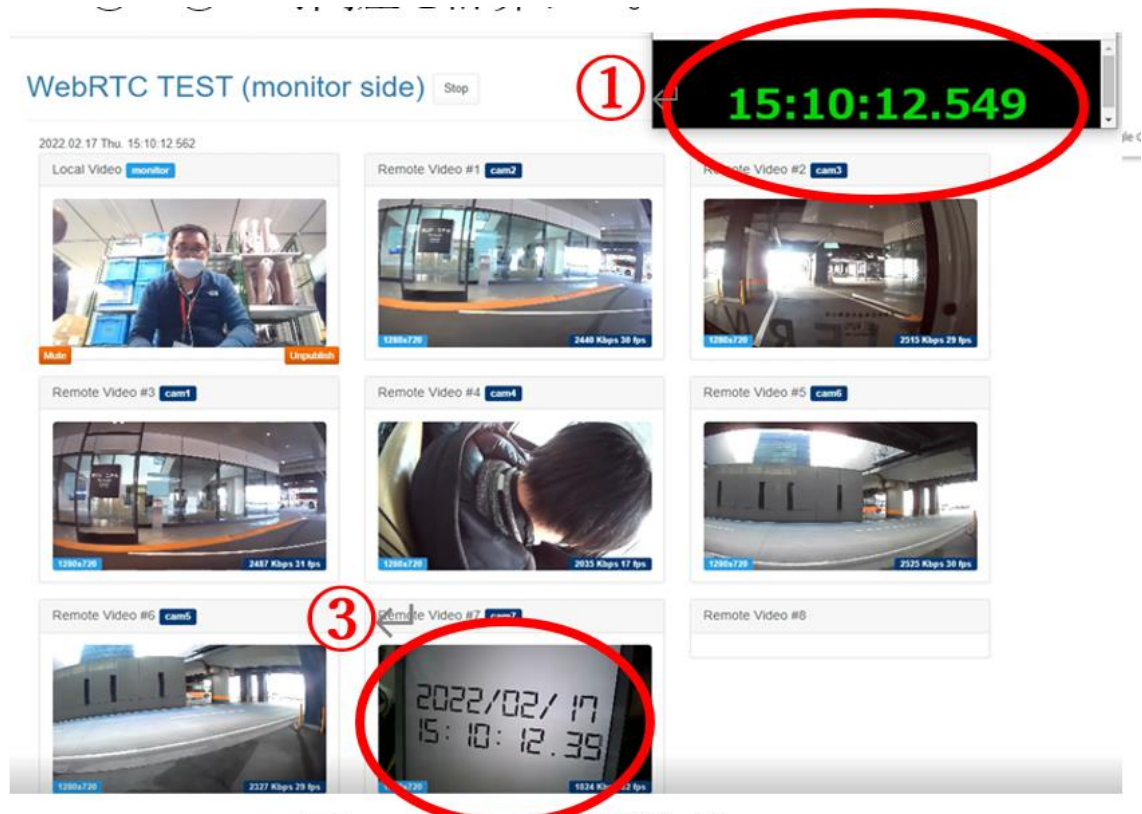 ①
15:10:12.549
WebRTC TEST (monitor side) Stop
2022.02.17 Thu. 15:10:12.562
Local Video monitor
Mute
Unpublish
Remote Video #1 cam2
1280x720
2440 Kbps 30 fps
Remote Video #2 cam3
1280x720
2315 Kbps 29 fps
Remote Video #3 cam1
1280x720
2487 Kbps 31 fps
Remote Video #4 cam4
1280x720
2035 Kbps 17 fps
Remote Video #5 cam6
1280x720
2325 Kbps 30 fps
Remote Video #6 cam5
1280x720
2327 Kbps 29 fps
③
Remote Video #7 cam7
2022/02/17
15:10:12.39
1280x720
Remote Video #8